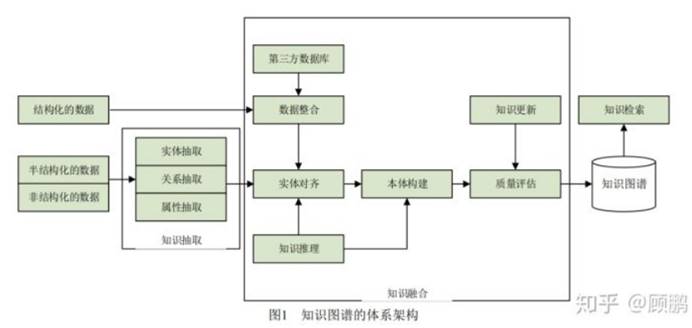 第三方数据库
结构化的数据
数据整合
知识更新
知识检索
实体抽取
半结构化的数据
关系抽取
实体对齐
本体构建
质量评估
知识图谱
非结构化的数据
属性抽取
知识抽取
知识推理
知识融合
图1 知识图谱的体系架构
知乎 @顾鹏